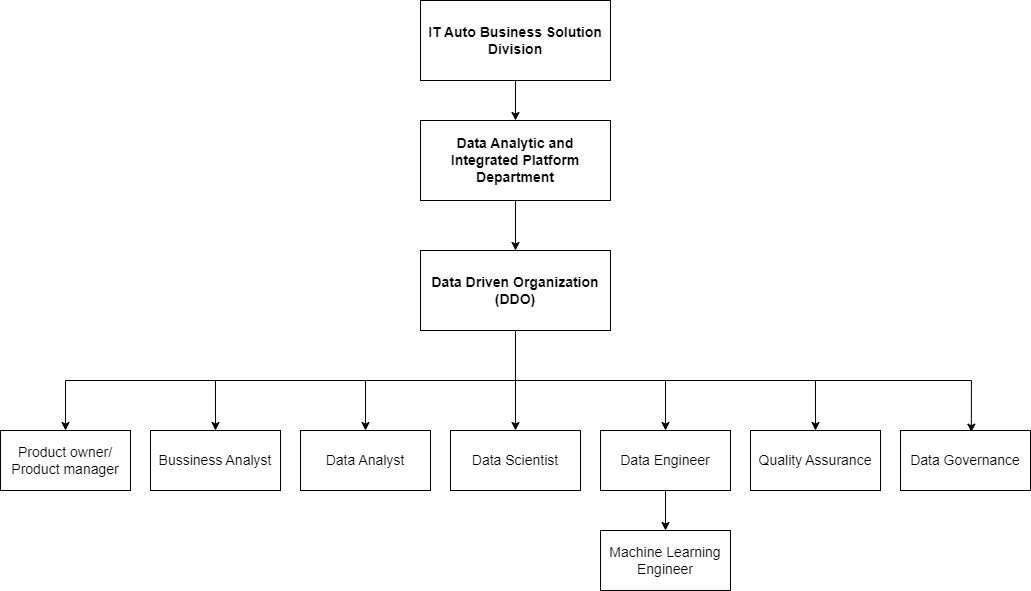 IT Auto Business Solution
Division
Data Analytic and
Integrated Platform
Department
Data Driven Organization
(DDO)
Product owner/
Product manager
Bussiness Analyst
Data Analyst
Data Scientist
Data Engineer
Quality Assurance
Data Governance
Machine Learning
Engineer